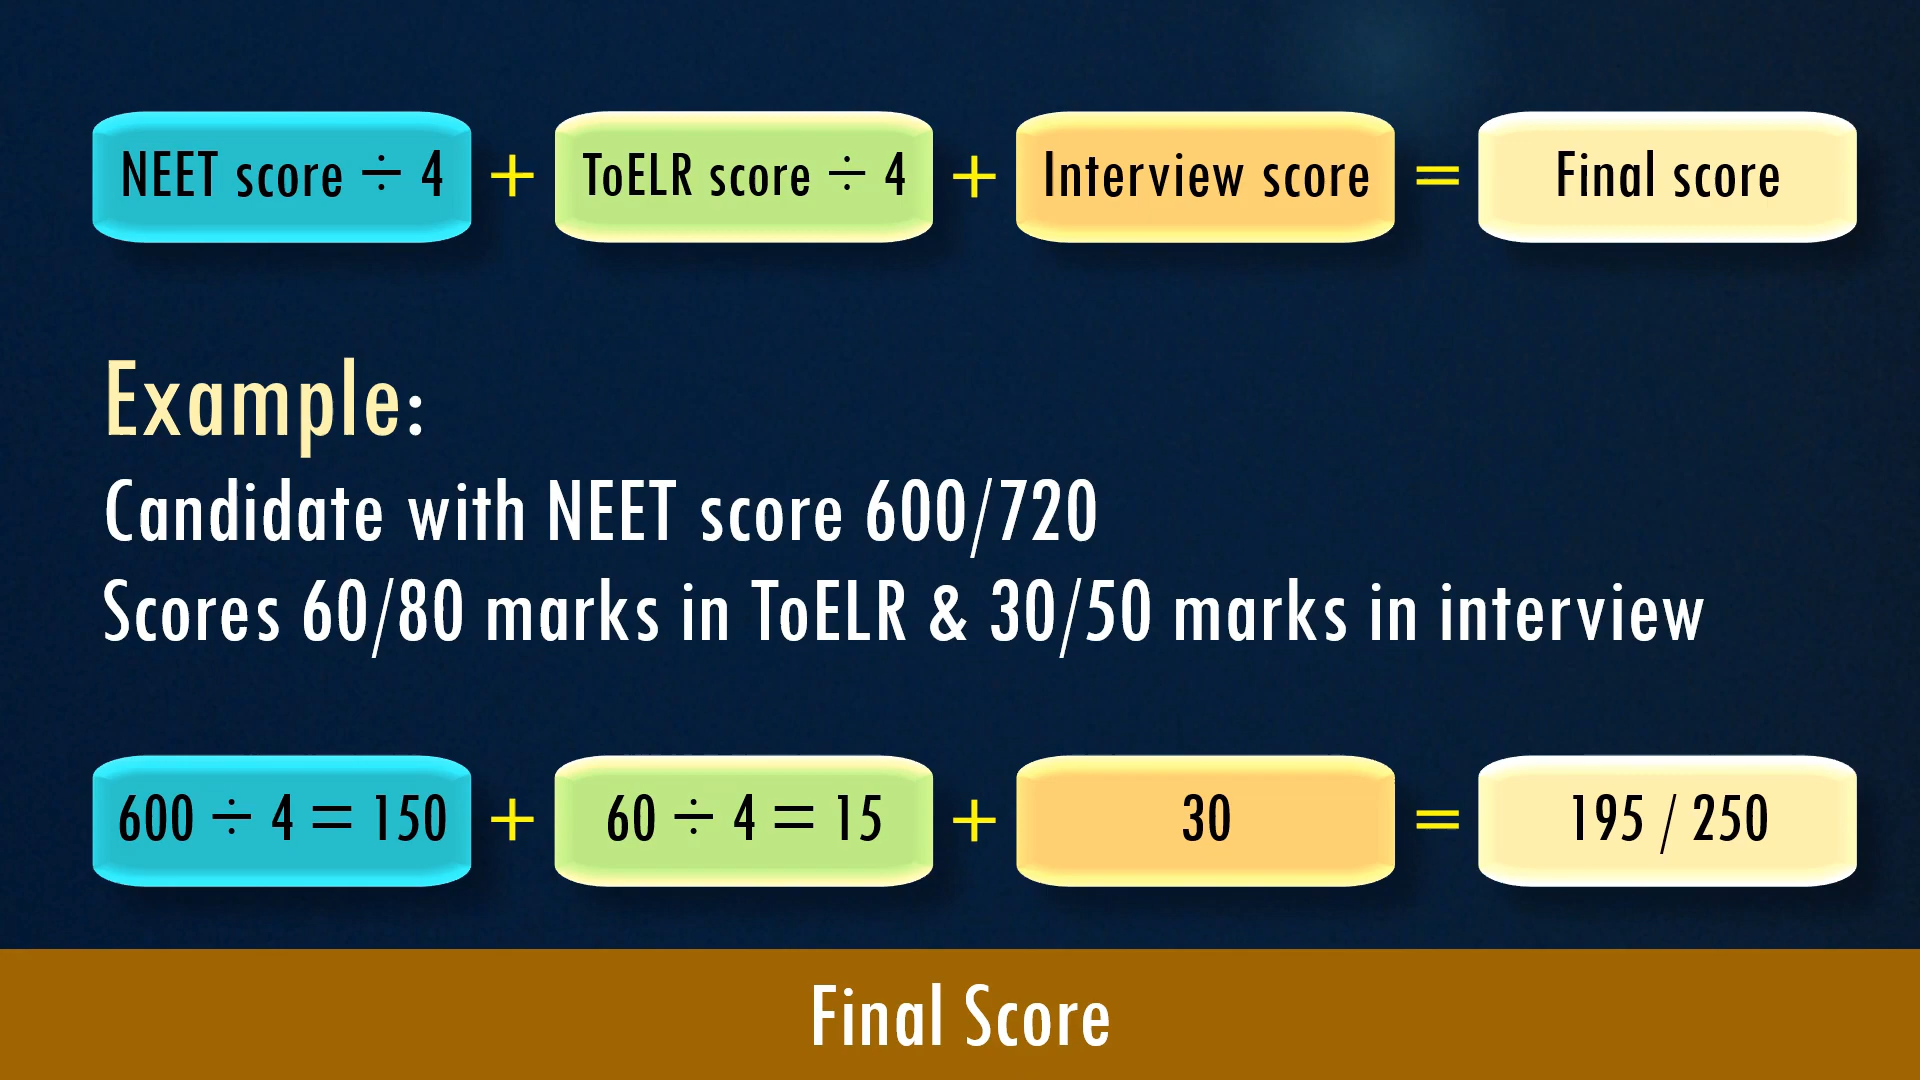 NEET score ÷ 4 + ToELR score ÷ 4 + Interview score = Final score
Example:
Candidate with NEET score 600/720
Scores 60/80 marks in ToELR & 30/50 marks in interview
600 ÷ 4 = 150 + 60 ÷ 4 = 15 + 30 = 195 / 250
Final Score